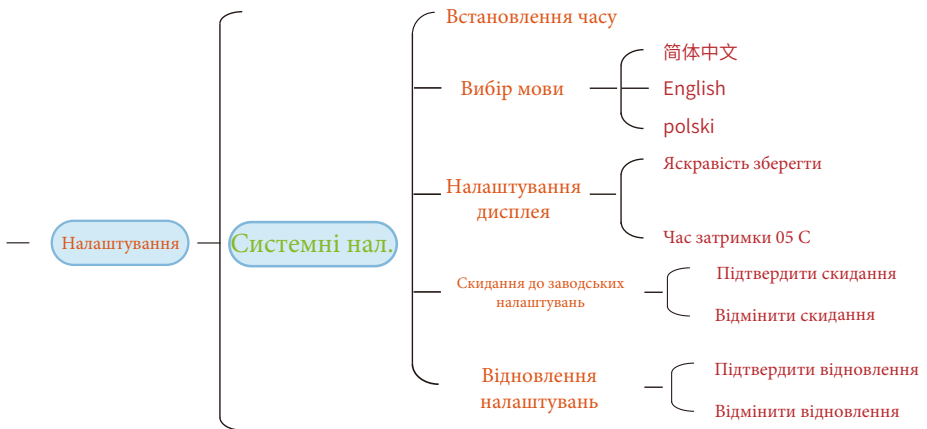 Встановлення часу
简体中文
Вибір мови
English
polski
Яскравість зберегти
Налаштування
дисплея
Час затримки 05 С
Налаштування
Системні нал.
Скидання до заводських
налаштувань
Підтвердити скидання
Відмінити скидання
Відновлення
налаштувань
Підтвердити відновлення
Відмінити відновлення